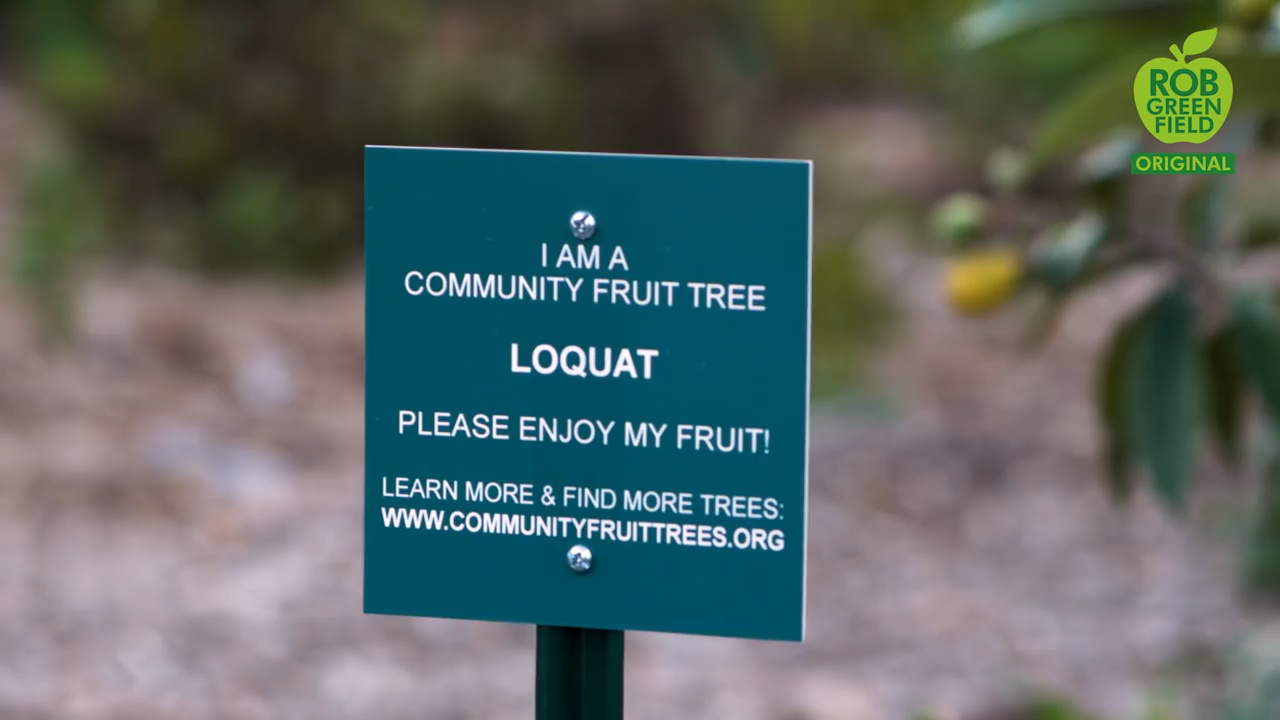 I AM A
COMMUNITY FRUIT TREE
LOQUAT
PLEASE ENJOY MY FRUIT!
LEARN MORE & FIND MORE TREES:
WWW.COMMUNITYFRUITTREES.ORG
ROB
GREEN
FIELD
ORIGINAL